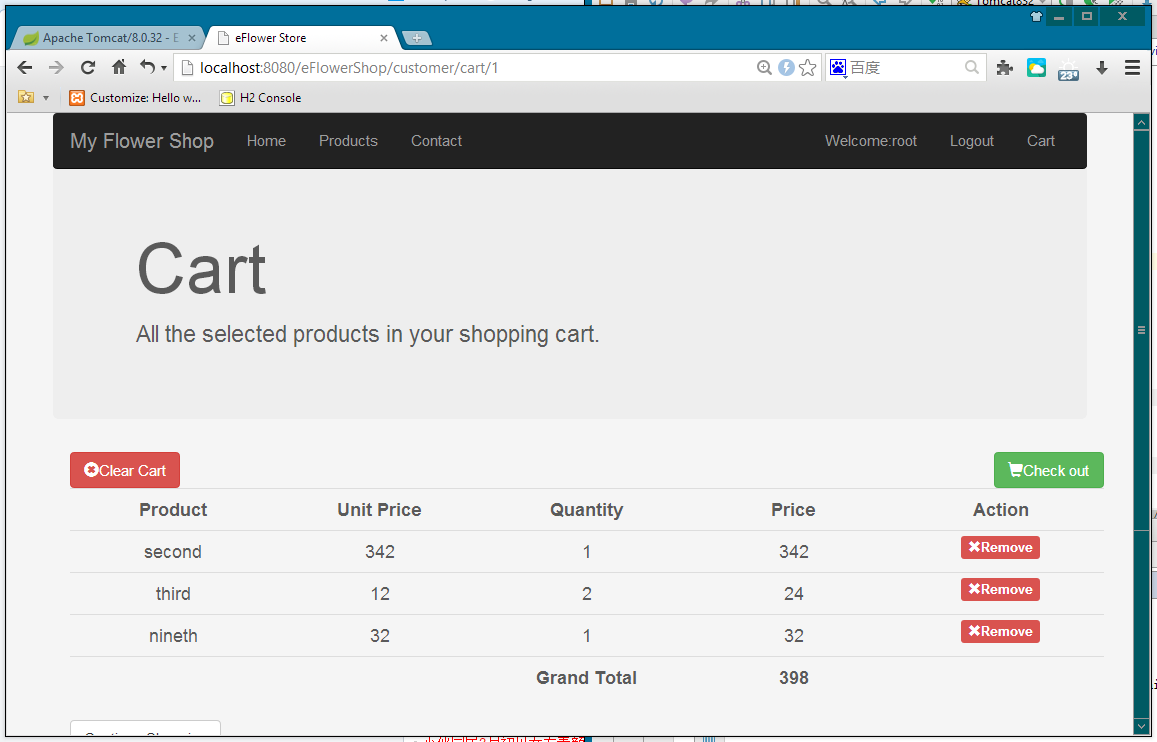 Tomcat832
Apache Tomcat/8.0.32 - E
eFlower Store
localhost:8080/eFlowerShop/customer/cart/1
百度
23°
Customize: Hello w...
H2 Console
My Flower Shop Home Products Contact Welcome:root Logout Cart
Cart
All the selected products in your shopping cart.
Clear Cart
Check out
Product Unit Price Quantity Price Action
second 342 1 342 Remove
third 12 2 24 Remove
nineth 32 1 32 Remove
Grand Total 398